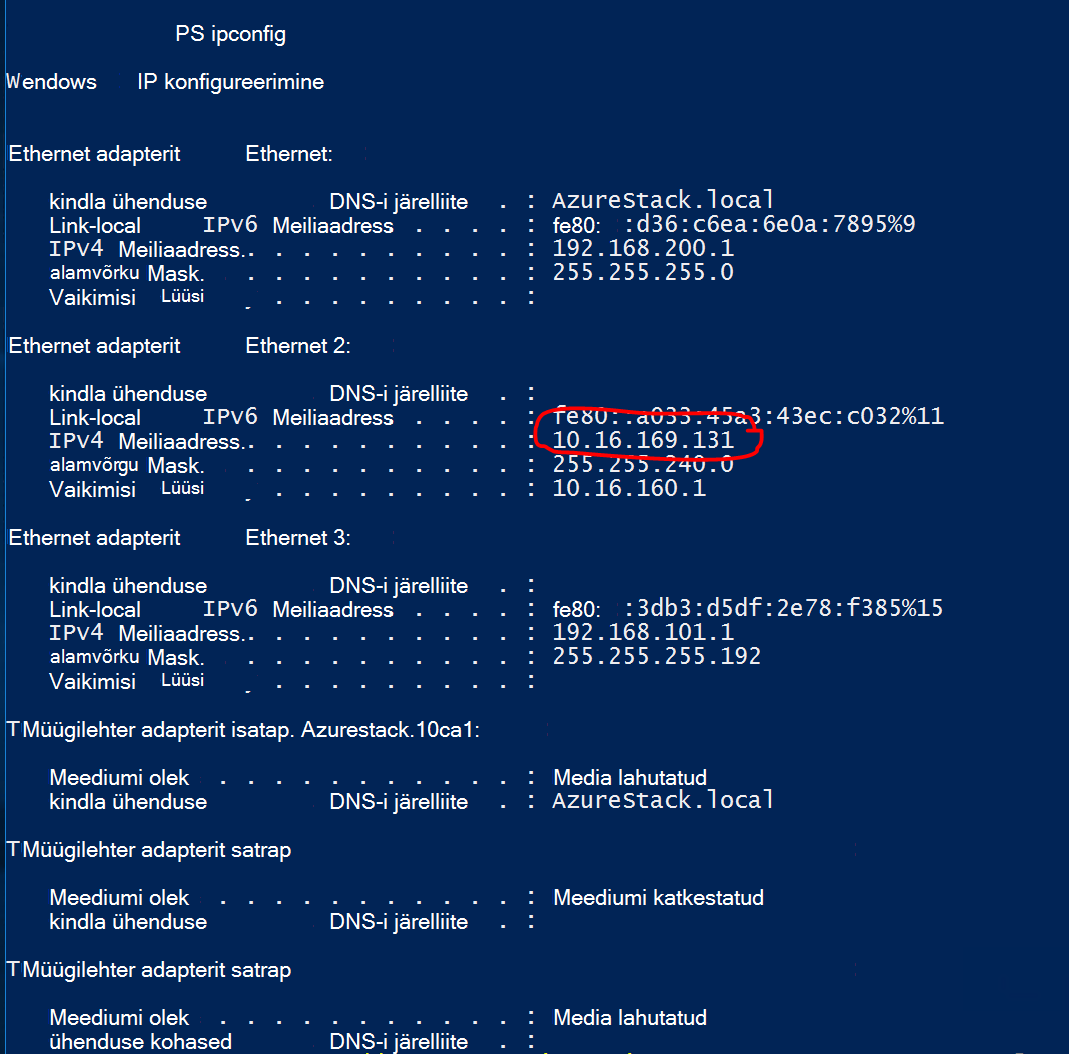 PS ipconfig
Wendows IP konfigureerimine
Ethernet adapterit Ethernet:
kindla ühenduse DNS-i järelliite . : AzureStack.local
Link-local IPv6 Meiliaadress . . . . . : fe80: :d36:c6ea:6e0a:7895%9
IPv4 Meiliaadress.. . . . . . . . . . . : 192.168.200.1
alamvõrku Mask. . . . . . . . . . . . : 255.255.255.0
Vaikimisi Lüüsi . . . . . . . . . . :
Ethernet adapterit Ethernet 2:
kindla ühenduse DNS-i järelliite . :
Link-local IPv6 Meiliaadress . . . . . : fe80: :a033:45a3:43ec:c032%11
IPv4 Meiliaadress.. . . . . . . . . . . : 10.16.169.131
alamvõrgu Mask. . . . . . . . . . . . : 255.255.240.0
Vaikimisi Lüüsi . . . . . . . . . . : 10.16.160.1
Ethernet adapterit Ethernet 3:
kindla ühenduse DNS-i järelliite . :
Link-local IPv6 Meiliaadress . . . . . : fe80: :3db3:d5df:2e78:f385%15
IPv4 Meiliaadress.. . . . . . . . . . . : 192.168.101.1
alamvõrku Mask. . . . . . . . . . . . : 255.255.255.192
Vaikimisi Lüüsi . . . . . . . . . . :
TMüügilehter adapterit isatap. Azurestack.10ca1:
Meediumi olek . . . . . . . . . . . : Media lahutatud
kindla ühenduse DNS-i järelliite . : AzureStack.local
TMüügilehter adapterit satrap
Meediumi olek . . . . . . . . . . . : Meediumi katkestatud
kindla ühenduse DNS-i järelliite . :
TMüügilehter adapterit satrap
Meediumi olek . . . . . . . . . . . : Media lahutatud
ühenduse kohased DNS-i järelliite . :